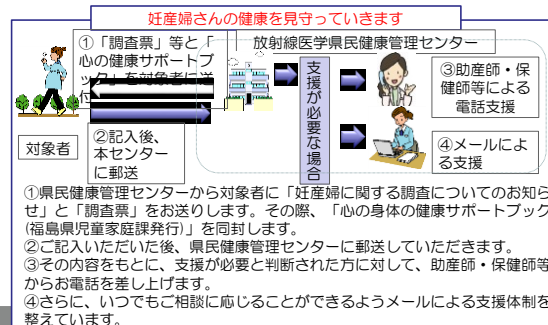 妊産婦さんの健康を見守っていきます
①「調査票」等と「
心の健康サポートブ
ック」を対象者に送
付
放射線医学県民健康管理センター
支援が必要な場合
③助産師・保
健師等による
電話支援
②記入後、
本センター
に郵送
対象者
④メールによ
る支援
①県民健康管理センターから対象者に「妊産婦に関する調査についてのお知ら
せ」と「調査票」をお送りします。その際、「心の身体の健康サポートブック
(福島県児童家庭課発行)」を同封します。
②ご記入いただいた後、県民健康管理センターに郵送していただきます。
③その内容をもとに、支援が必要と判断された方に対して、助産師・保健師等
からお電話を差し上げます。
④さらに、いつでもご相談に応じることができるようメールによる支援体制を
整えています。